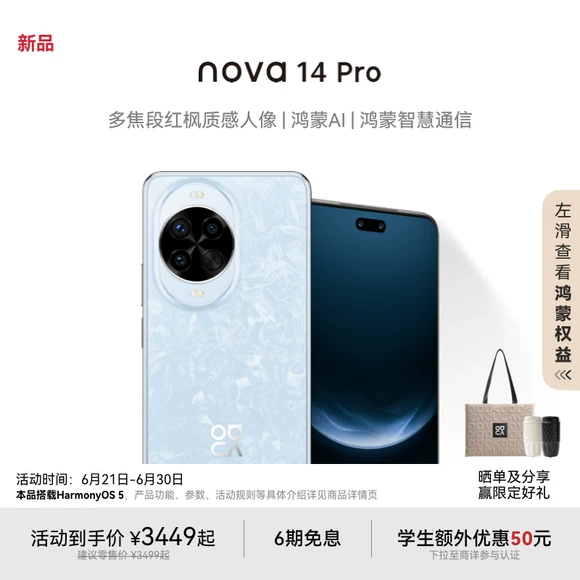 新品
nova 14 Pro
多焦段红枫质感人像 | 鸿蒙AI | 鸿蒙智慧通信
左滑查看鸿蒙权益
活动时间：6月21日-6月30日
本品搭载HarmonyOS 5，产品功能、参数、活动规则等具体介绍详见商品详情页
晒单及分享
赢限定好礼
活动到手价 ¥3449起
建议零售价 ¥3499起
6期免息
学生额外优惠50元
下拉至商详参与认证